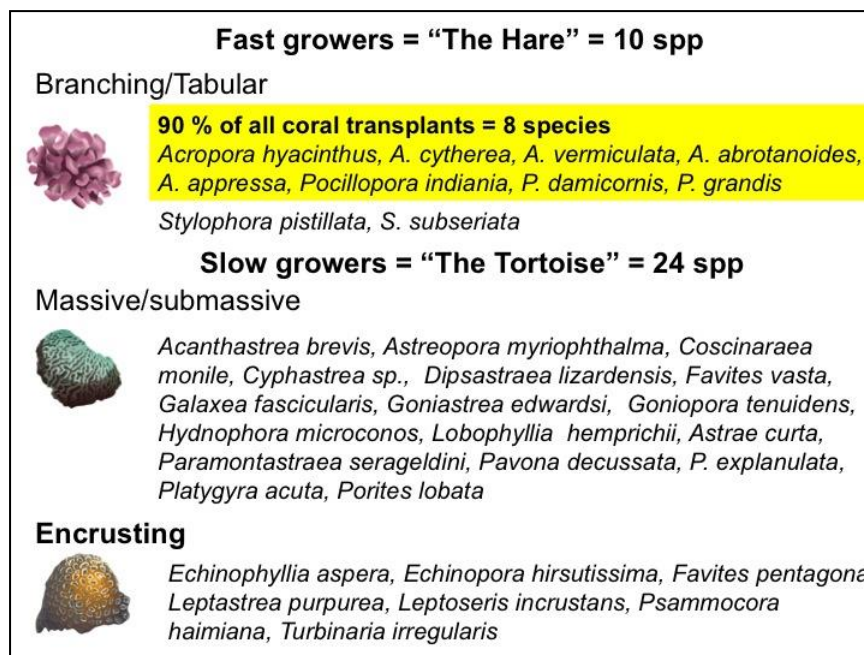 Fast growers = “The Hare” = 10 spp
Branching/Tabular
90 % of all coral transplants = 8 species
Acropora hyacinthus, A. cytherea, A. vermiculata, A. abrotanoides,
A. appressa, Pocillopora indiania, P. damicornis, P. grandis
Stylophora pistillata, S. subseriata
Slow growers = “The Tortoise” = 24 spp
Massive/submassive
Acanthastrea brevis, Astreopora myriophthalma, Coscinaraea
monile, Cyphastrea sp., Dipsastraea lizardensis, Favites vasta,
Galaxea fascicularis, Goniastrea edwardsi, Goniopora tenuidens,
Hydnophora microconos, Lobophyllia hemprichii, Astrae curta,
Paramontastraea serageldini, Pavona decussata, P. explanulata,
Platygyra acuta, Porites lobata
Encrusting
Echinophyllia aspera, Echinopora hirsutissima, Favites pentagona
Leptastrea purpurea, Leptoseris incrustans, Psammocora
haimiana, Turbinaria irregularis